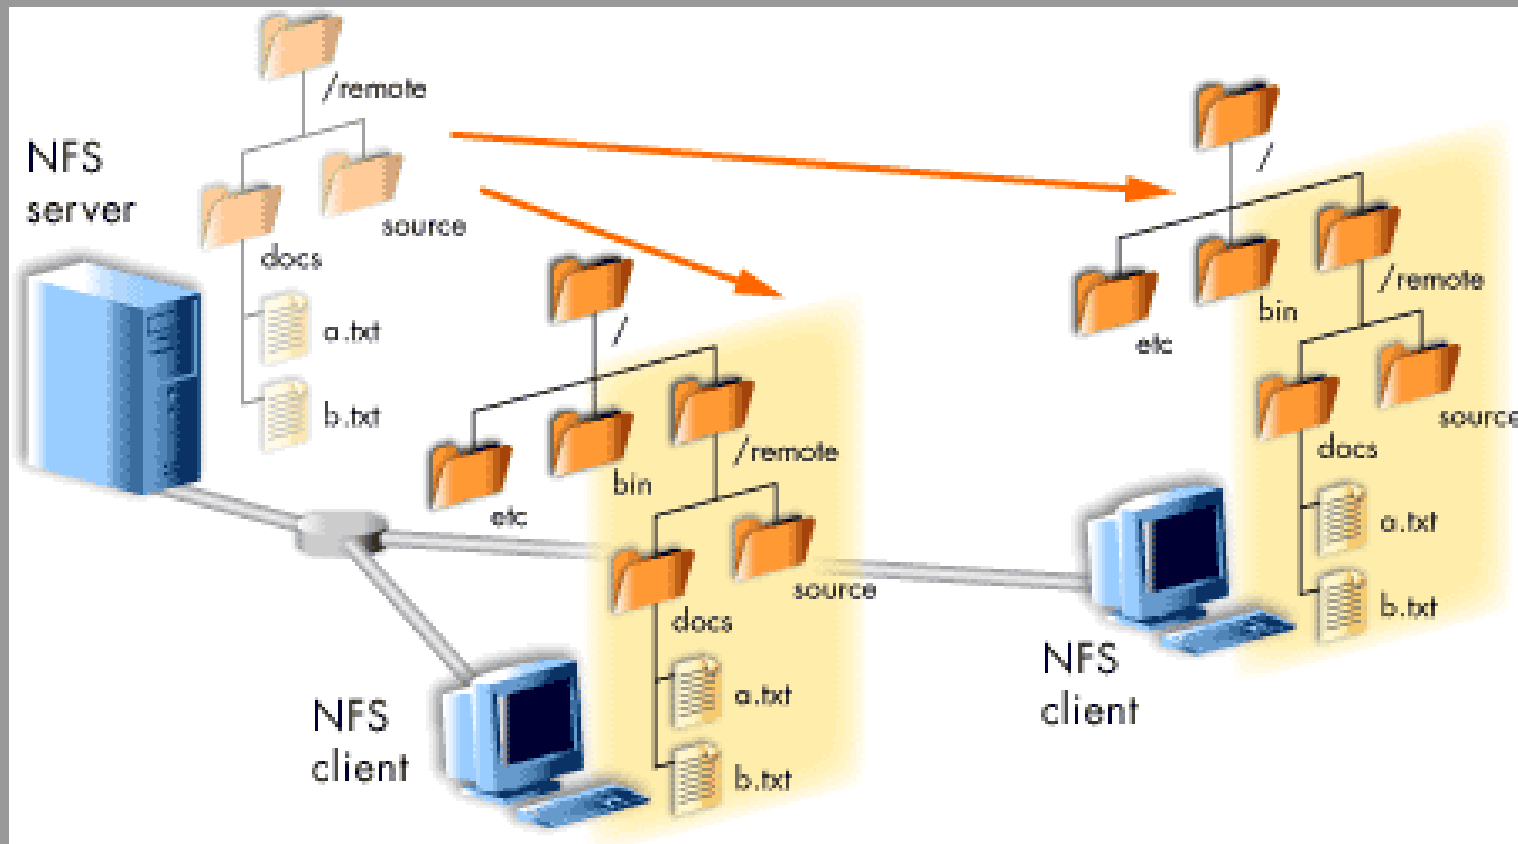 /remote
NFS
server
source
docs
a.txt
b.txt
/
etc
bin
/remote
docs
source
a.txt
b.txt
NFS
client
/
etc
bin
/remote
docs
source
a.txt
b.txt
NFS
client